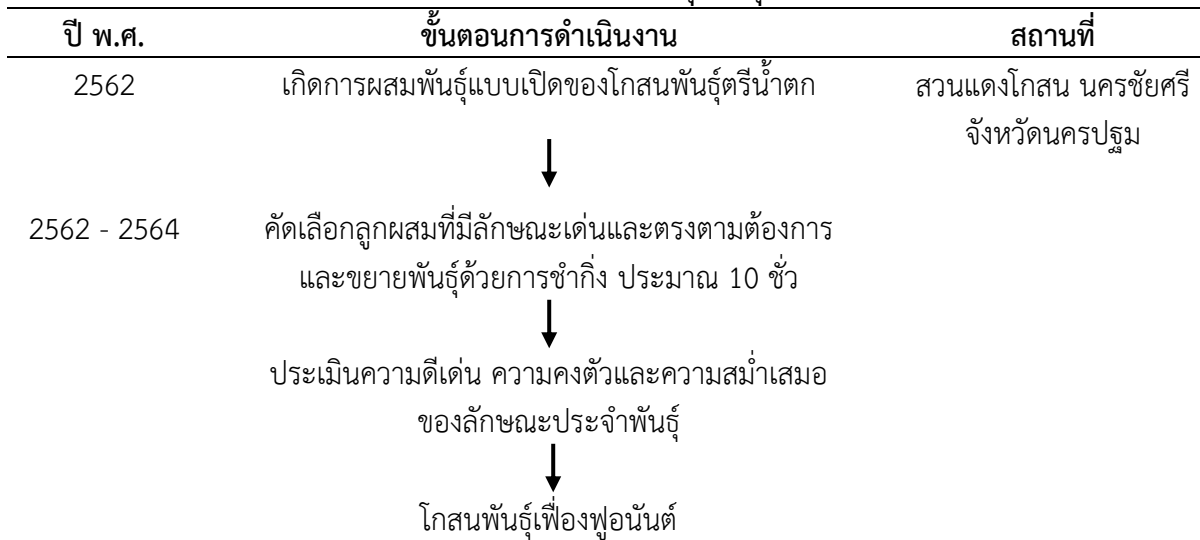 ปี พ.ศ. ขั้นตอนการดำเนินงาน สถานที่
2562 เกิดการผสมพันธุ์แบบเปิดของโกสนพันธุ์ตรีน้ำตก สวนแดงโกสน นครชัยศรี
จังหวัดนครปฐม
2562 - 2564 คัดเลือกลูกผสมที่มีลักษณะเด่นและตรงตามต้องการ
และขยายพันธุ์ด้วยการชำกิ่ง ประมาณ 10 ชั่ว
ประเมินความดีเด่น ความคงตัวและความสม่ำเสมอ
ของลักษณะประจำพันธุ์
โกสนพันธุ์เฟื่องฟูอนันต์